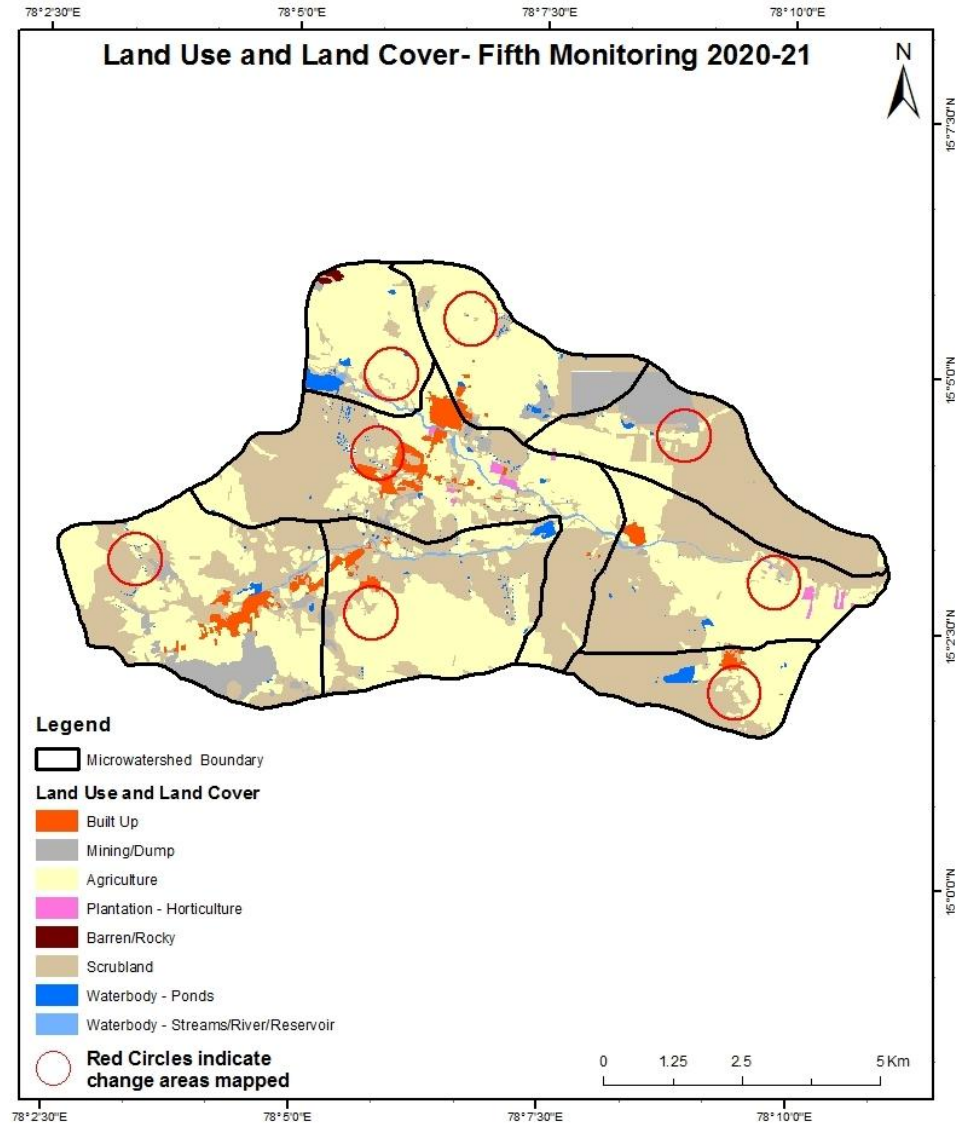 78°2'30"E 78°5'0"E 78°7'30"E 78°10'0"E
Land Use and Land Cover- Fifth Monitoring 2020-21
N
15°7'30"N
15°5'0"N
15°2'30"N
15°0'0"N
Legend
Microwatershed Boundary
Land Use and Land Cover
Built Up
Mining/Dump
Agriculture
Plantation - Horticulture
Barren/Rocky
Scrubland
Waterbody - Ponds
Waterbody - Streams/River/Reservoir
Red Circles indicate
change areas mapped
0 1.25 2.5 5 Km
78°2'30"E 78°5'0"E 78°7'30"E 78°10'0"E